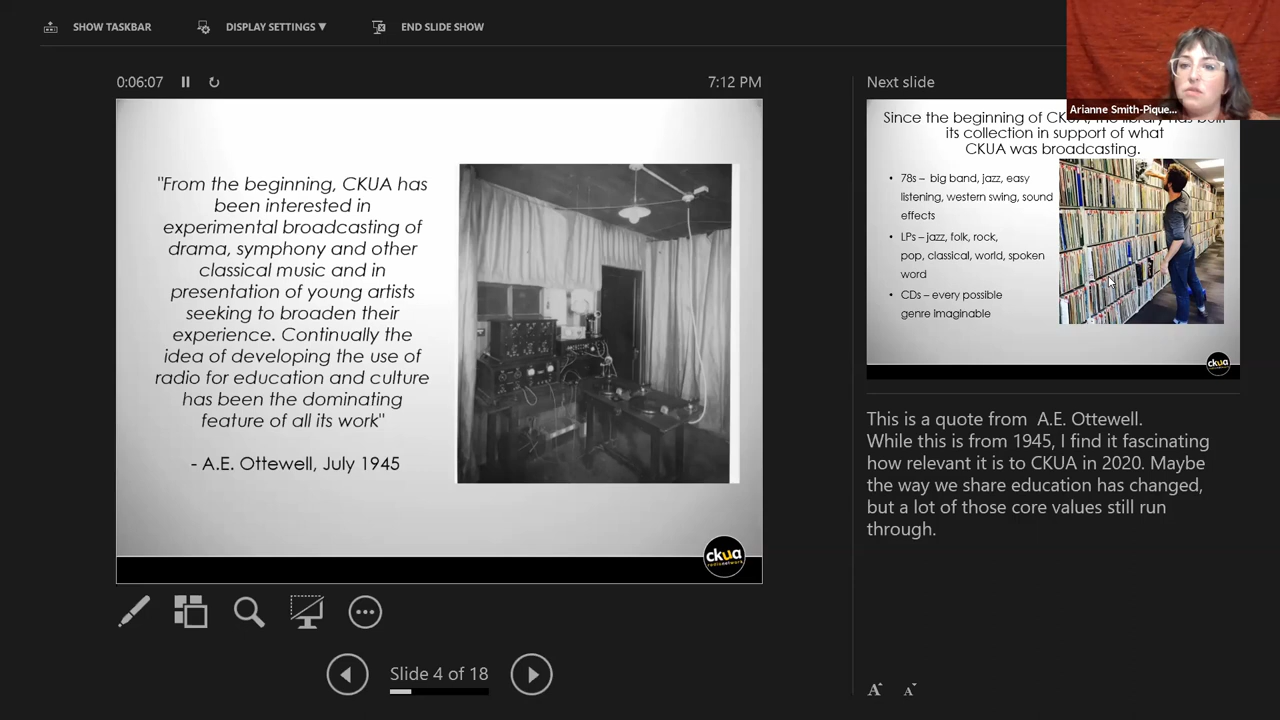 SHOW TASKBAR
DISPLAY SETTINGS ▼
END SLIDE SHOW
0:06:07
7:12 PM
"From the beginning, CKUA has
been interested in
experimental broadcasting of
drama, symphony and other
classical music and in
presentation of young artists
seeking to broaden their
experience. Continually the
idea of developing the use of
radio for education and culture
has been the dominating
feature of all its work"
- A.E. Ottewell, July 1945
ckua
radio network
Slide 4 of 18
Next slide
Arianne Smith-Pique...
Since the beginning of CKUA, the library has built
its collection in support of what
CKUA was broadcasting.
• 78s – big band, jazz, easy
listening, western swing, sound
effects
• LPs – jazz, folk, rock,
pop, classical, world, spoken
word
• CDs – every possible
genre imaginable
ckua
This is a quote from A.E. Ottewell.
While this is from 1945, I find it fascinating
how relevant it is to CKUA in 2020. Maybe
the way we share education has changed,
but a lot of those core values still run
through.
A A